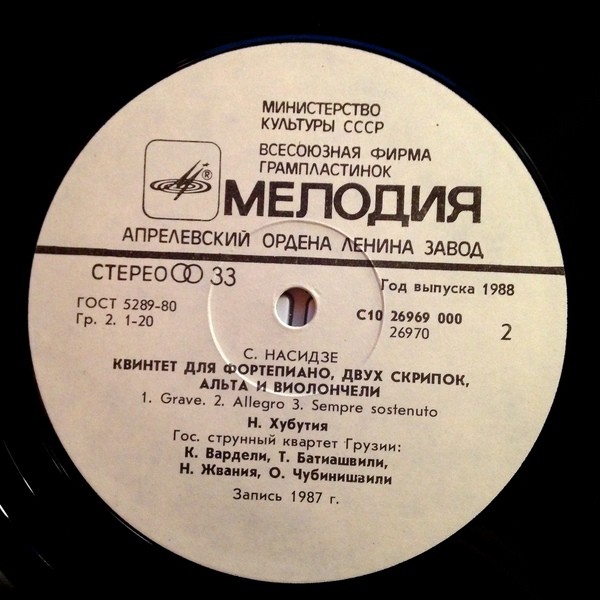 МИНИСТЕРСТВО
КУЛЬТУРЫ СССР
ВСЕСОЮЗНАЯ ФИРМА
ГРАМПЛАСТИНОК
®
МЕЛОДИЯ
АПРЕЛЕВСКИЙ ОРДЕНА ЛЕНИНА ЗАВОД
СТЕРЕО 33
Год выпуска 1988
ГОСТ 5289-80
Гр. 2. 1-20
С10 26969 000
26970
2
С. НАСИДЗЕ
КВИНТЕТ ДЛЯ ФОРТЕПИАНО, ДВУХ СКРИПОК,
АЛЬТА И ВИОЛОНЧЕЛИ
1. Grave. 2. Allegro 3. Sempre sostenuto
Н. Хубутия
Гос. струнный квартет Грузии:
К. Вардели, Т. Батиашвили,
Н. Жвания, О. Чубинишвили
Запись 1987 г.